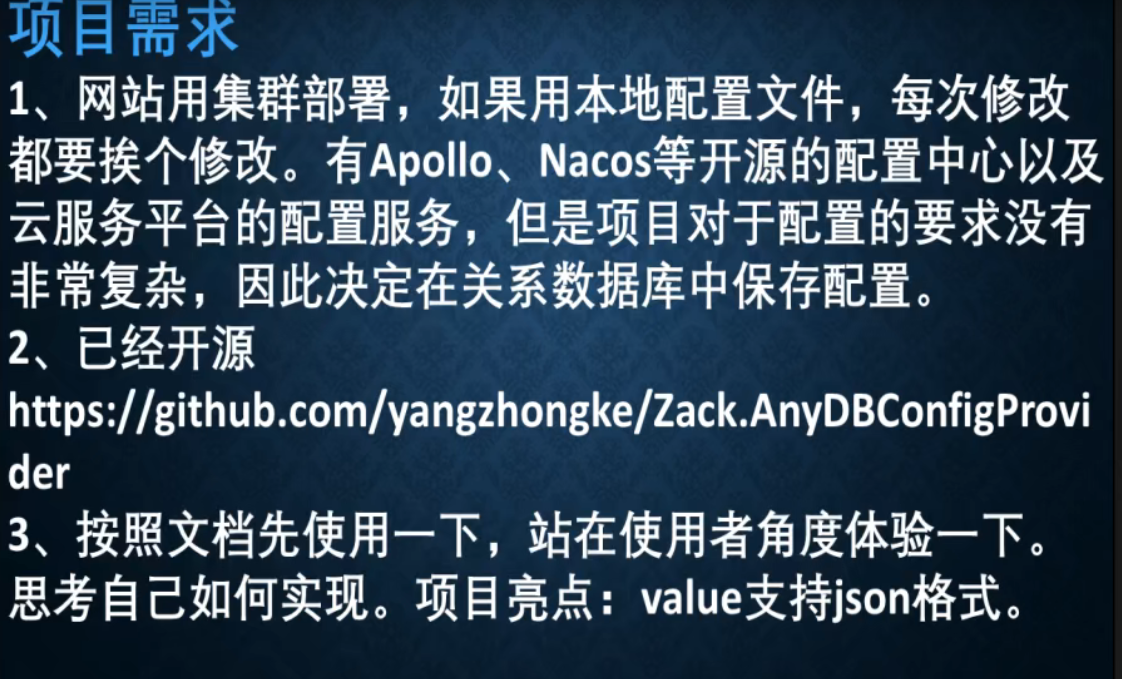 项目需求
1、网站用集群部署，如果用本地配置文件，每次修改
都要挨个修改。有Apollo、Nacos等开源的配置中心以及
云服务平台的配置服务，但是项目对于配置的要求没有
非常复杂，因此决定在关系数据库中保存配置。
2、已经开源
https://github.com/yangzhongke/Zack.AnyDBConfigProvi
der
3、按照文档先使用一下，站在使用者角度体验一下。
思考自己如何实现。项目亮点：value支持json格式。